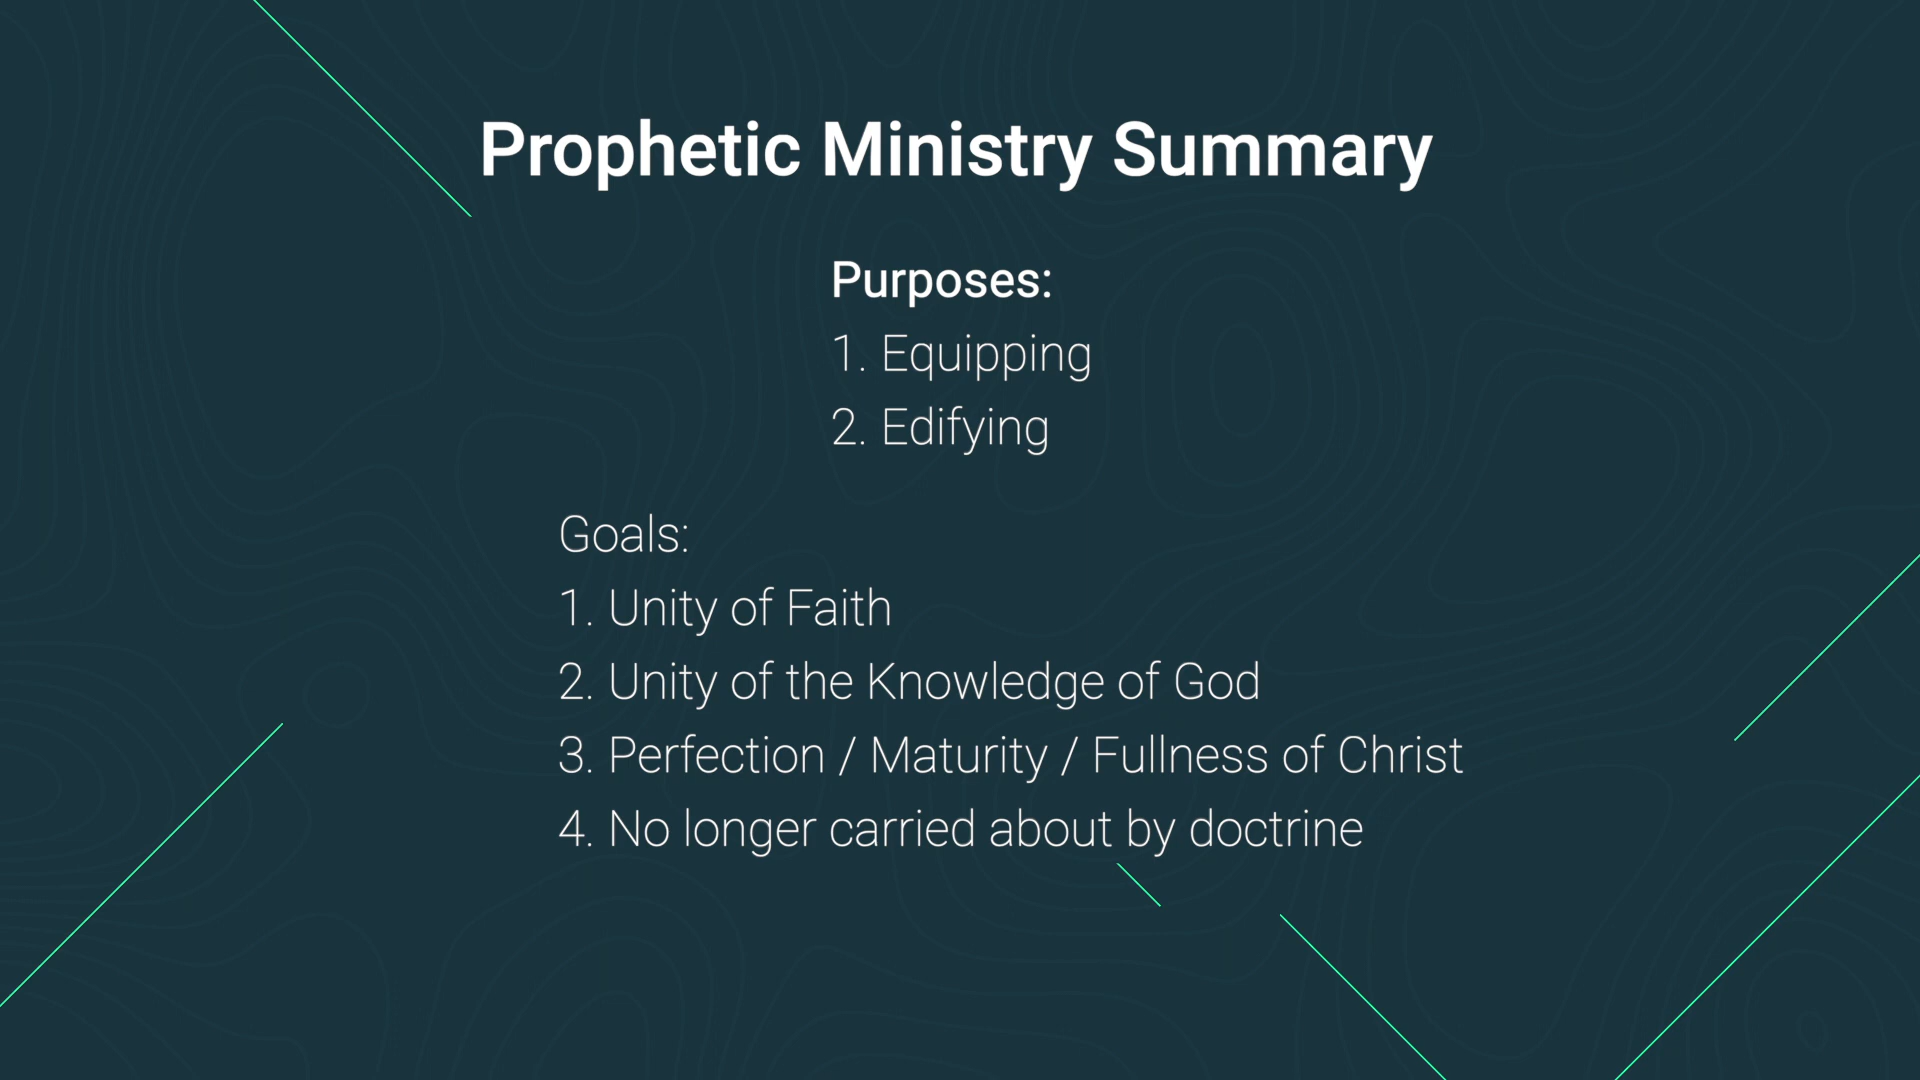 Prophetic Ministry Summary
Purposes:
1. Equipping
2. Edifying
Goals:
1. Unity of Faith
2. Unity of the Knowledge of God
3. Perfection / Maturity / Fullness of Christ
4. No longer carried about by doctrine